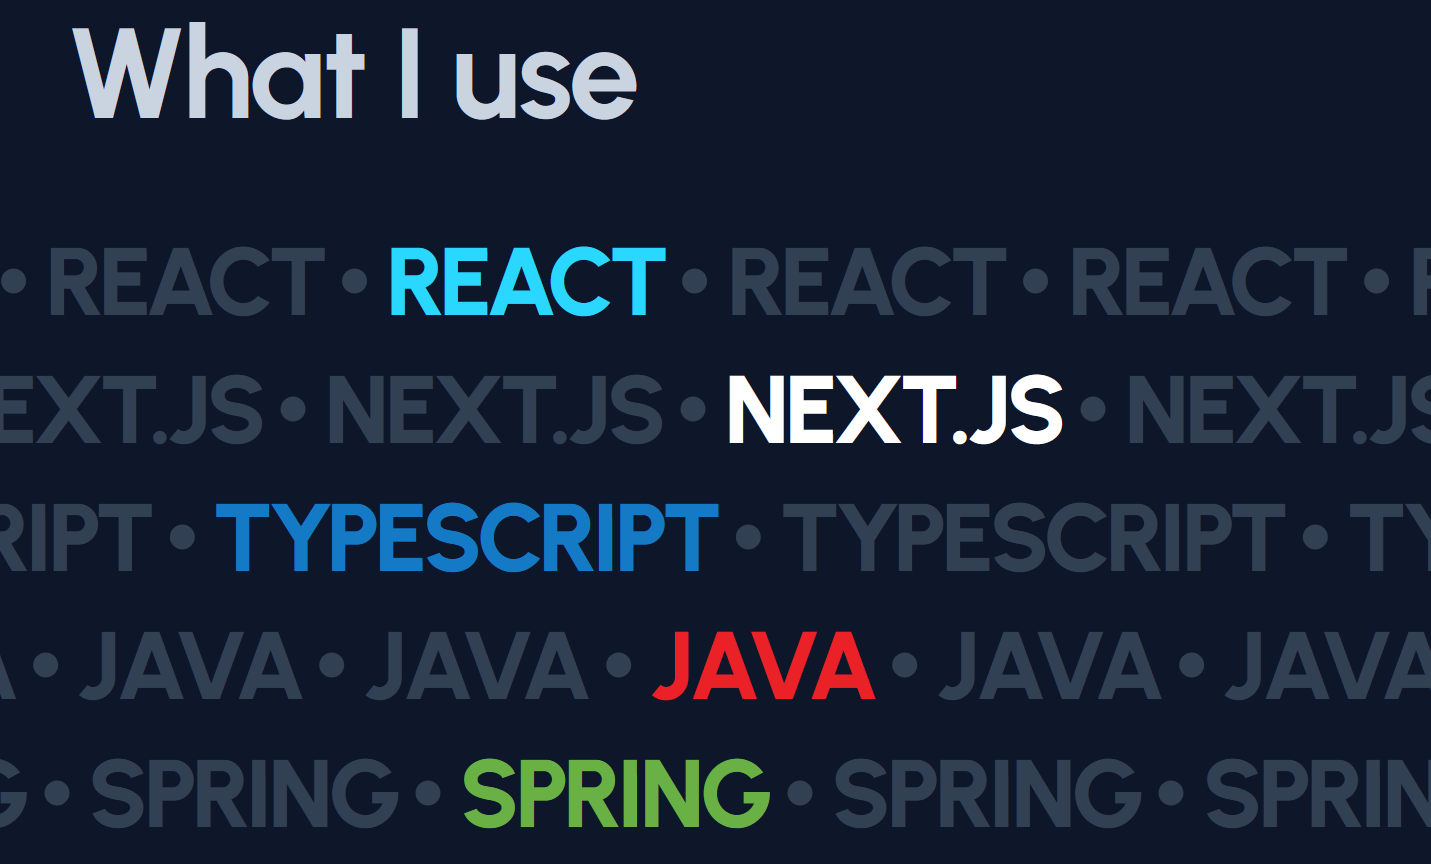 What I use
• REACT • REACT • REACT • REACT •
EXT.JS • NEXT.JS • NEXT.JS • NEXT.JS
RIPT • TYPESCRIPT • TYPESCRIPT • TY
A • JAVA • JAVA • JAVA • JAVA • JAVA
G • SPRING • SPRING • SPRING • SPRIN